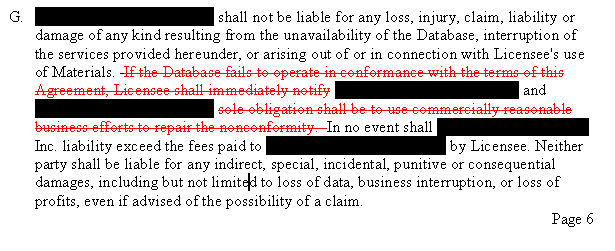 G. shall not be liable for any loss, injury, claim, liability or
damage of any kind resulting from the unavailability of the Database, interruption
of the services provided hereunder, or arising out of or in connection with Licensee's use
of Materials. If the Database fails to operate in conformance with the terms of this
Agreement, Licensee shall immediately notify and
sole obligation shall be to use commercially reasonable
business efforts to repair the nonconformity. In no event shall
Inc. liability exceed the fees paid to by Licensee. Neither
party shall be liable for any indirect, special, incidental, punitive or consequential
damages, including but not limited to loss of data, business interruption, or loss of
profits, even if advised of the possibility of a claim.
Page 6